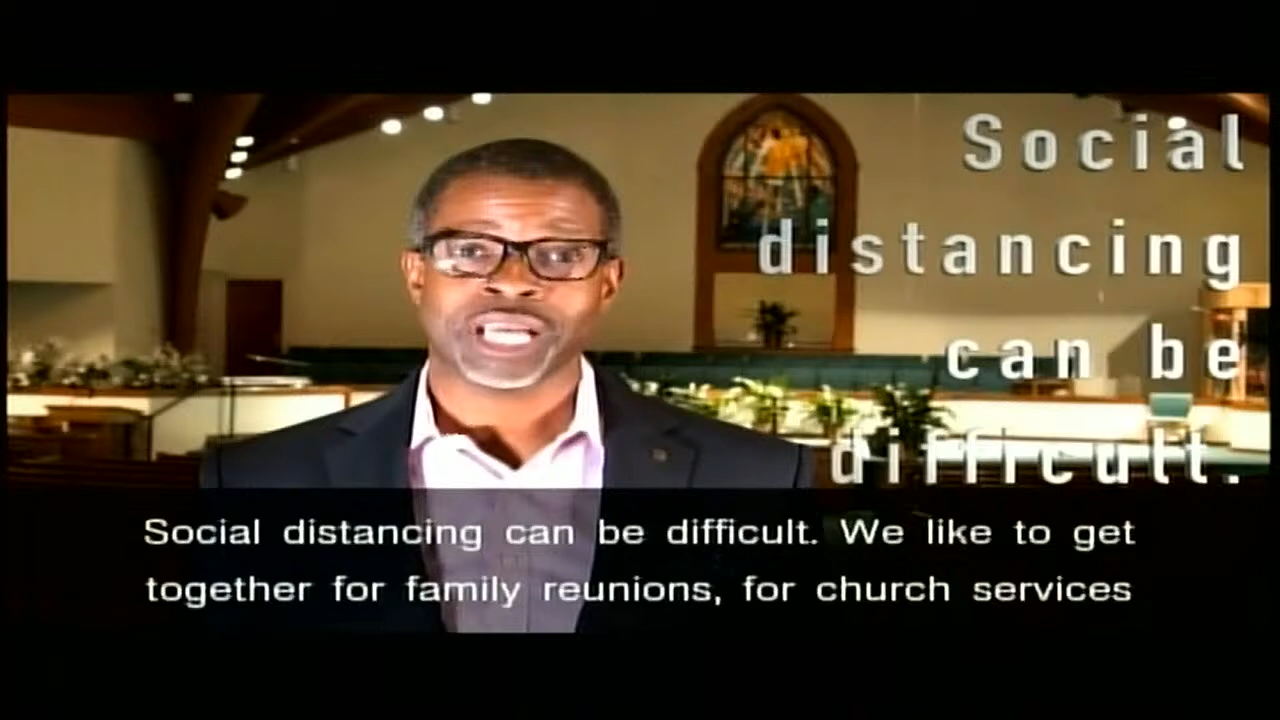 Social
distancing
can be
difficult.
Social distancing can be difficult. We like to get
together for family reunions, for church services